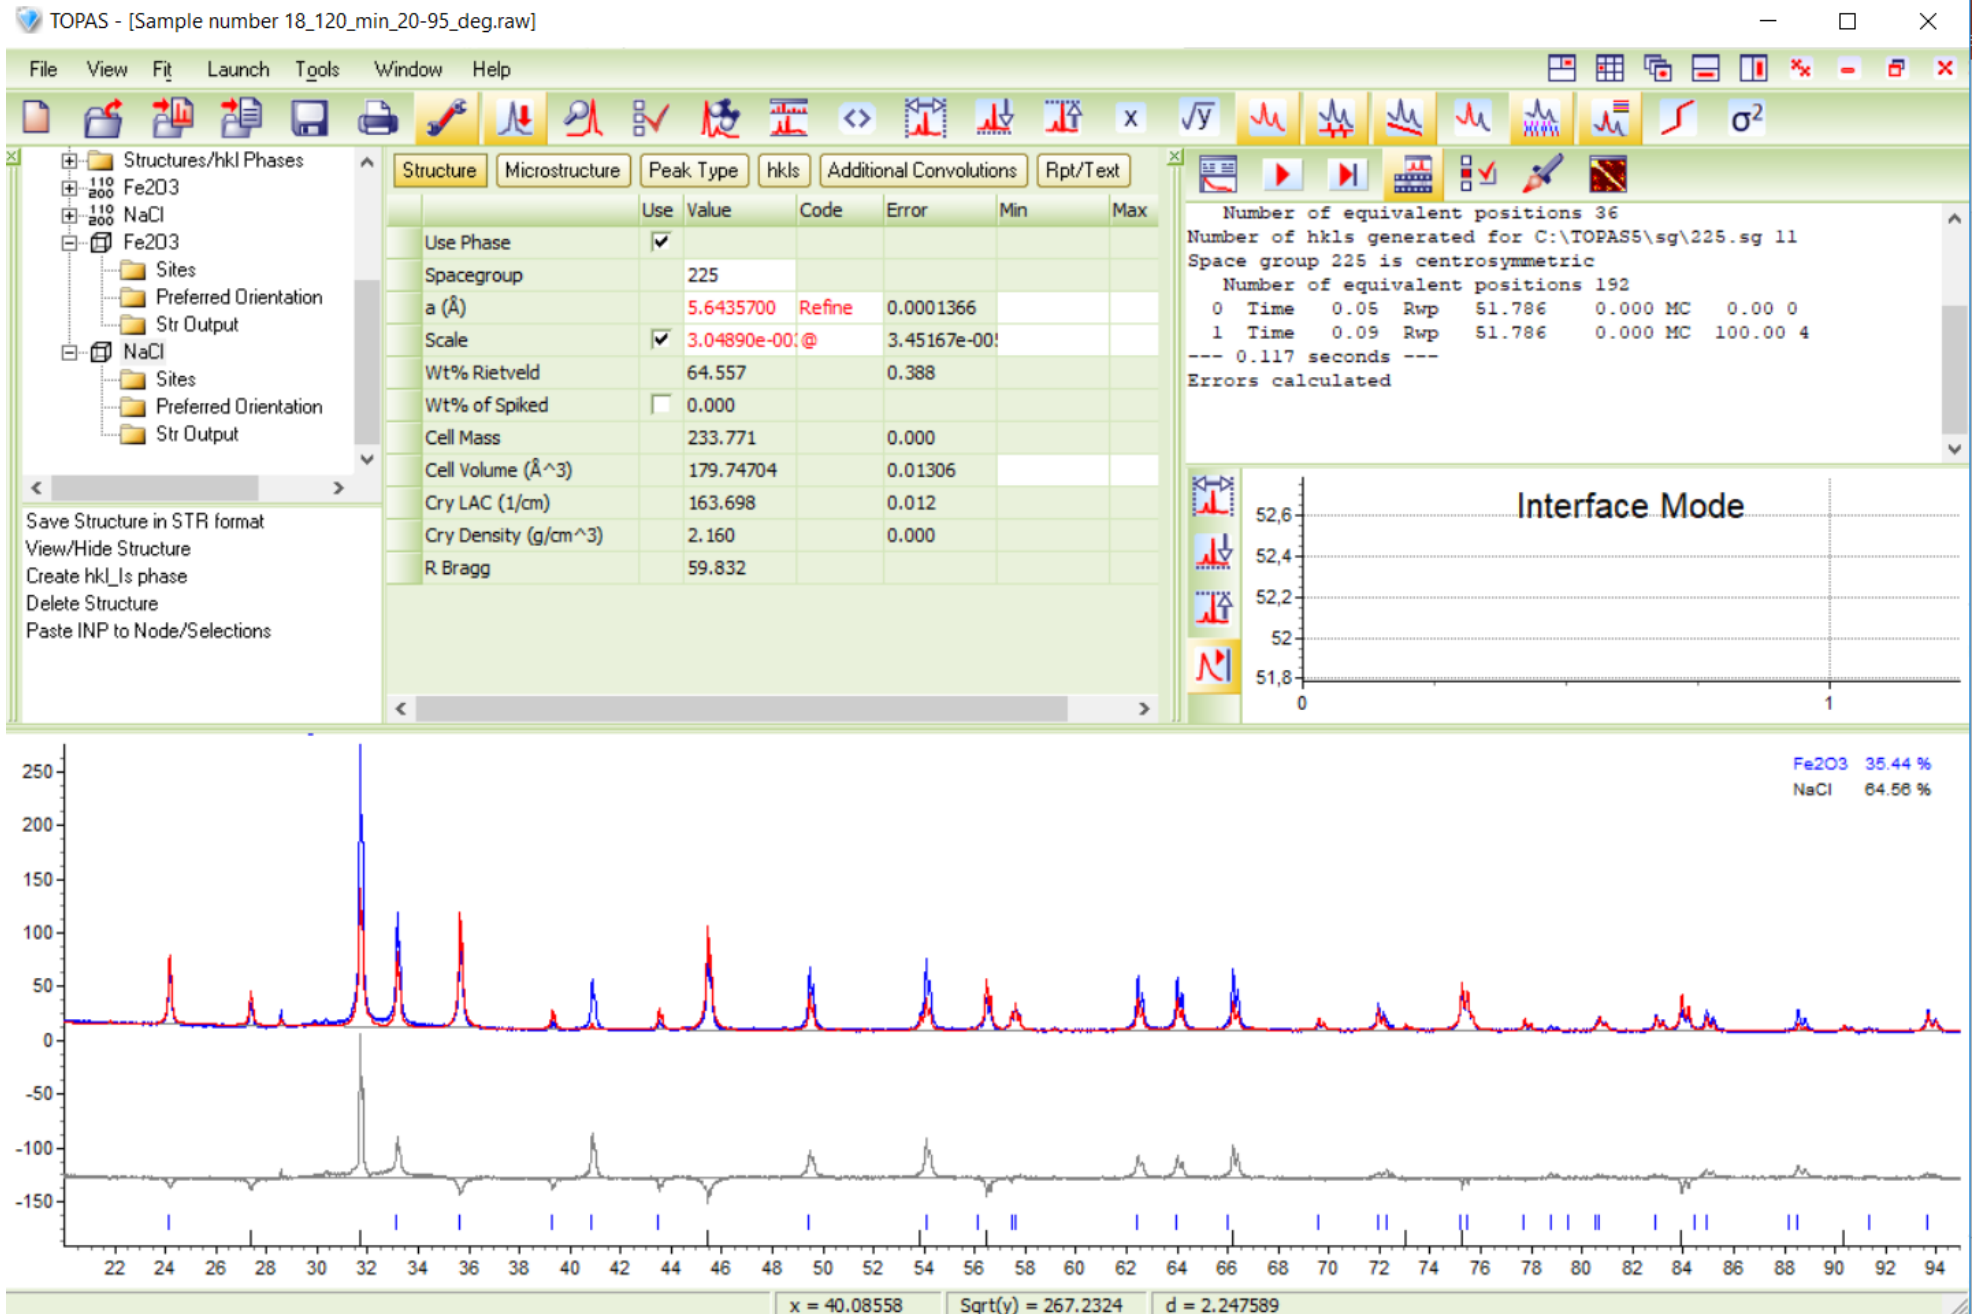 TOPAS - [Sample number 18_120_min_20-95_deg.raw]
File View Fit Launch Tools Window Help
Structures/hkl Phases
Fe2O3
NaCl
Fe2O3
Sites
Preferred Orientation
Str Output
NaCl
Sites
Preferred Orientation
Str Output
Save Structure in STR format
View/Hide Structure
Create hkl_Is phase
Delete Structure
Paste INP to Node/Selections
Structure Microstructure Peak Type hkls Additional Convolutions Rpt/Text
Use Value Code Error Min Max
Use Phase
Spacegroup 225
a (Å) 5.6435700 Refine 0.0001366
Scale 3.04890e-00 @ 3.45167e-00
Wt% Rietveld 64.557 0.388
Wt% of Spiked 0.000
Cell Mass 233.771 0.000
Cell Volume (Å^3) 179.74704 0.01306
Cry LAC (1/cm) 163.698 0.012
Cry Density (g/cm^3) 2.160 0.000
R Bragg 59.832
Number of equivalent positions 36
Number of hkls generated for C:\TOPAS5\sg\225.sg 11
Space group 225 is centrosymmetric
Number of equivalent positions 192
0 Time 0.05 Rwp 51.786 0.000 MC 0.00 0
1 Time 0.09 Rwp 51.786 0.000 MC 100.00 4
--- 0.117 seconds ---
Errors calculated
Interface Mode
52,6
52,4
52,2
52
51,8
0 1
Fe2O3 35.44 %
NaCl 64.56 %
250
200
150
100
50
0
-50
-100
-150
22 24 26 28 30 32 34 36 38 40 42 44 46 48 50 52 54 56 58 60 62 64 66 68 70 72 74 76 78 80 82 84 86 88 90 92 94
x = 40.08558 Sqrt(y) = 267.2324 d = 2.247589